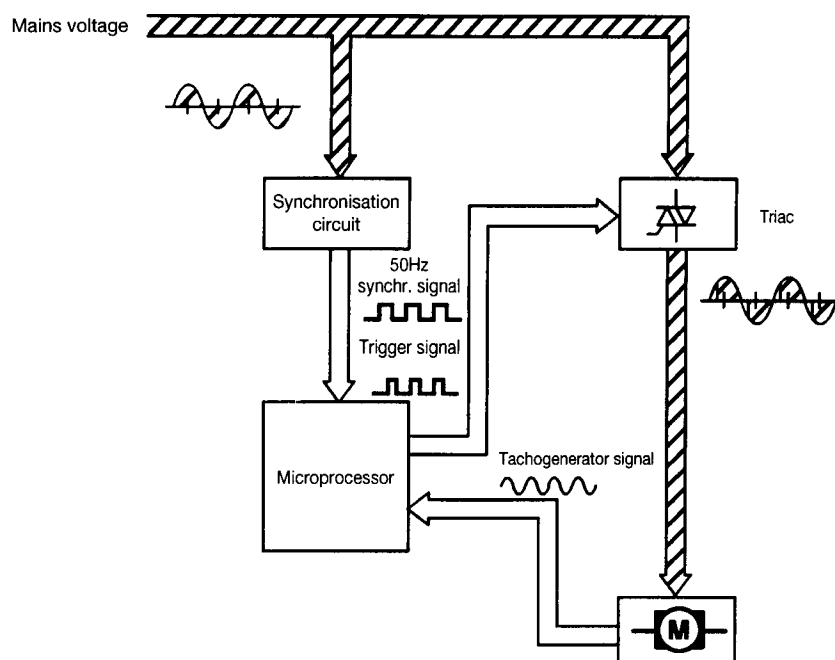 Mains voltage
Synchronisation
circuit
Triac
50Hz
synchr. signal
Trigger signal
Microprocessor
Tachogenerator signal
M